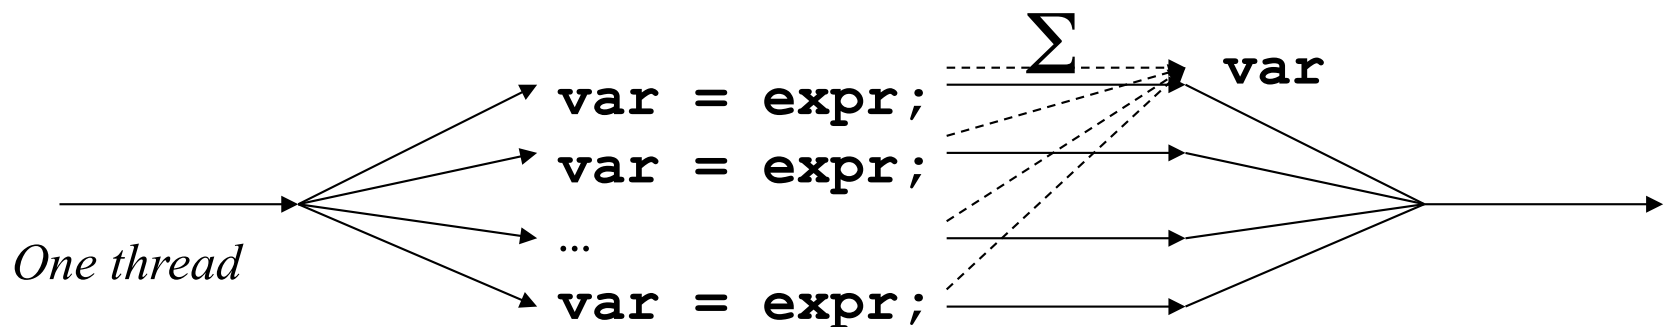 ∑
var
var = expr;
var = expr;
…
One thread
var = expr;